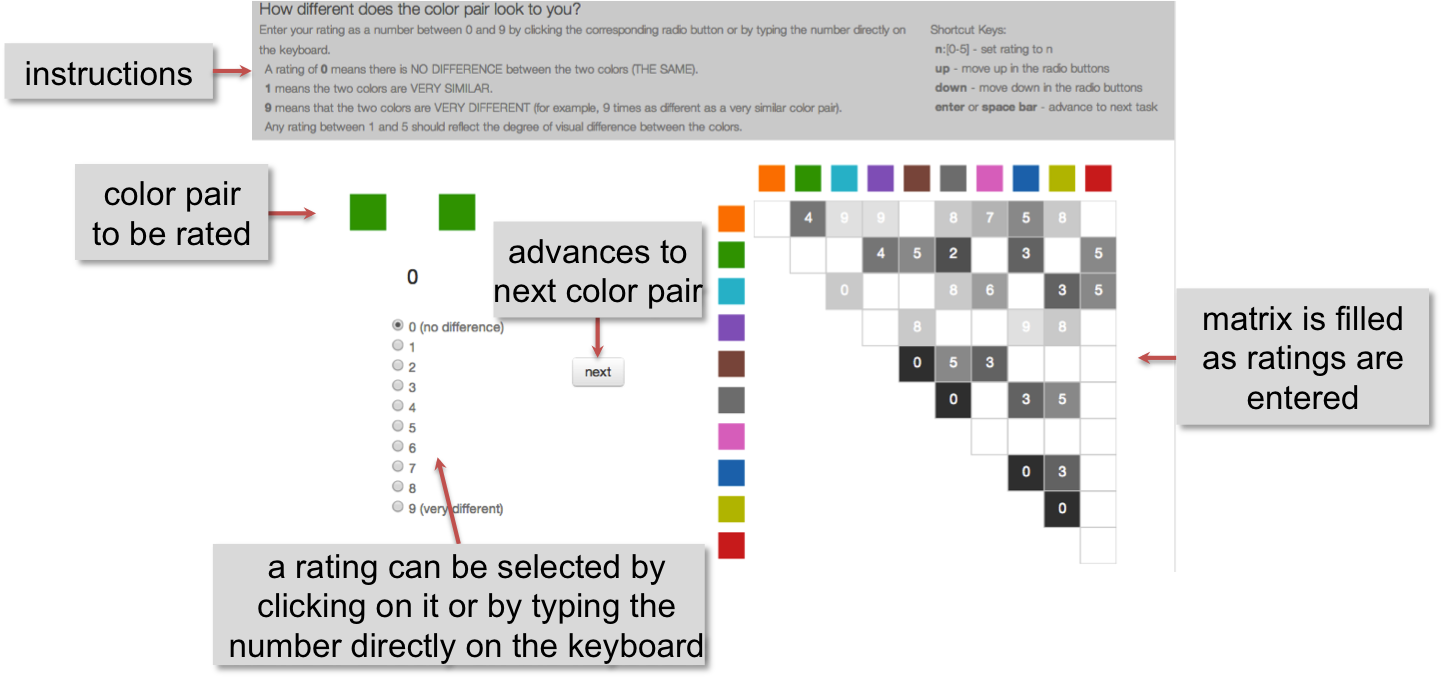 How different does the color pair look to you?
Enter your rating as a number between 0 and 9 by clicking the corresponding radio button or by typing the number directly on
the keyboard.
A rating of 0 means there is NO DIFFERENCE between the two colors (THE SAME).
1 means the two colors are VERY SIMILAR.
9 means that the two colors are VERY DIFFERENT (for example, 9 times as different as a very similar color pair).
Any rating between 1 and 5 should reflect the degree of visual difference between the colors.
Shortcut Keys:
n:[0-5] - set rating to n
up - move up in the radio buttons
down - move down in the radio buttons
enter or space bar - advance to next task
instructions
color pair
to be rated
0
advances to
next color pair
0 (no difference)
1
2
3
4
5
6
7
8
9 (very different)
next
a rating can be selected by
clicking on it or by typing the
number directly on the keyboard
4 9 9 8 7 5 8
4 5 2 3 5
0 8 6 3 5
8 9 8
0 5 3
0 3 5
0 3
0
matrix is filled
as ratings are
entered